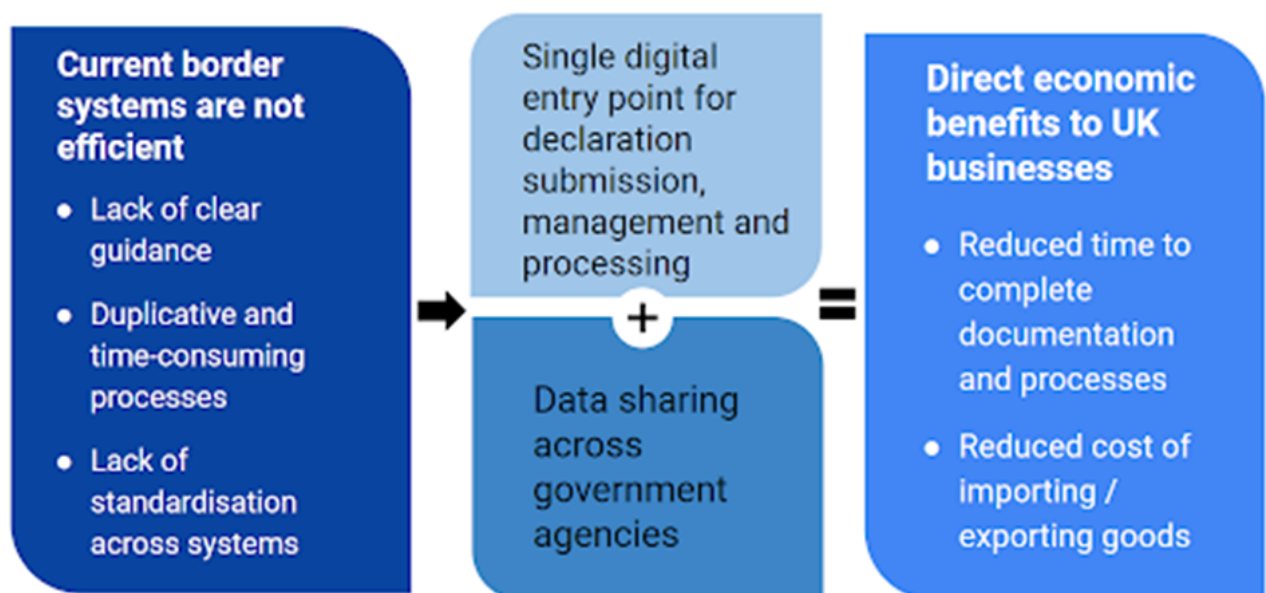 Current border
systems are not
efficient
• Lack of clear
guidance
• Duplicative and
time-consuming
processes
• Lack of
standardisation
across systems
Single digital
entry point for
declaration
submission,
management and
processing
+
Data sharing
across
government
agencies
=
Direct economic
benefits to UK
businesses
• Reduced time to
complete
documentation
and processes
• Reduced cost of
importing /
exporting goods